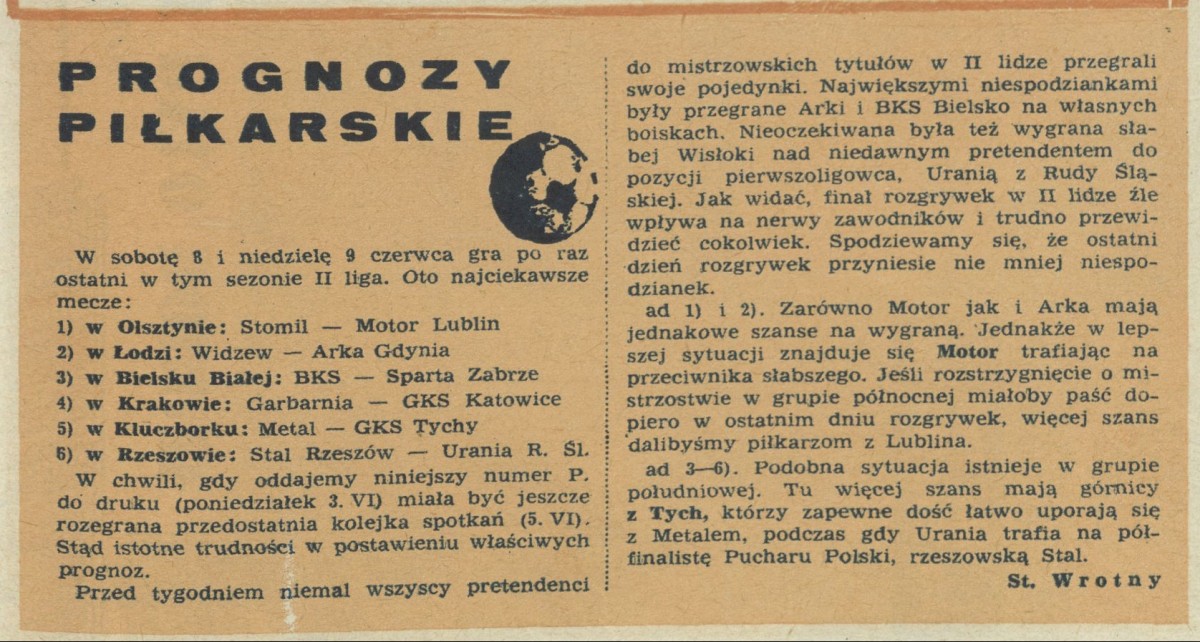 PROGNOZY
PIŁKARSKIE
W sobotę 8 i niedzielę 9 czerwca gra po raz
ostatni w tym sezonie II liga. Oto najciekawsze
mecze:
1) w Olsztynie: Stomil — Motor Lublin
2) w Łodzi: Widzew — Arka Gdynia
3) w Bielsku Białej: BKS — Sparta Zabrze
4) w Krakowie: Garbarnia — GKS Katowice
5) w Kluczborku: Metal — GKS Tychy
6) w Rzeszowie: Stal Rzeszów — Urania R. Śl.
W chwili, gdy oddajemy niniejszy numer P.
do druku (poniedziałek 3. VI) miała być jeszcze
rozegrana przedostatnia kolejka spotkań (5. VI).
Stąd istotne trudności w postawieniu właściwych
prognoz.
Przed tygodniem niemal wszyscy pretendenci
do mistrzowskich tytułów w II lidze przegrali
swoje pojedynki. Największymi niespodziankami
były przegrane Arki i BKS Bielsko na własnych
boiskach. Nieoczekiwana była też wygrana sła-
bej Wisłoki nad niedawnym pretendentem do
pozycji pierwszoligowca, Uranią z Rudy Ślą-
skiej. Jak widać, finał rozgrywek w II lidze źle
wpływa na nerwy zawodników i trudno przewi-
dzieć cokolwiek. Spodziewamy się, że ostatni
dzień rozgrywek przyniesie nie mniej niespo-
dzianek.
ad 1) i 2). Zarówno Motor jak i Arka mają
jednakowe szanse na wygraną. Jednakże w lep-
szej sytuacji znajduje się Motor trafiając na
przeciwnika słabszego. Jeśli rozstrzygnięcie o mi-
strzostwie w grupie północnej miałoby paść do-
piero w ostatnim dniu rozgrywek, więcej szans
dalibyśmy piłkarzom z Lublina.
ad 3—6). Podobna sytuacja istnieje w grupie
południowej. Tu więcej szans mają górnicy
z Tych, którzy zapewne dość łatwo uporają się
z Metalem, podczas gdy Urania trafia na pół-
finalistę Pucharu Polski, rzeszowską Stal.
St. Wrotny